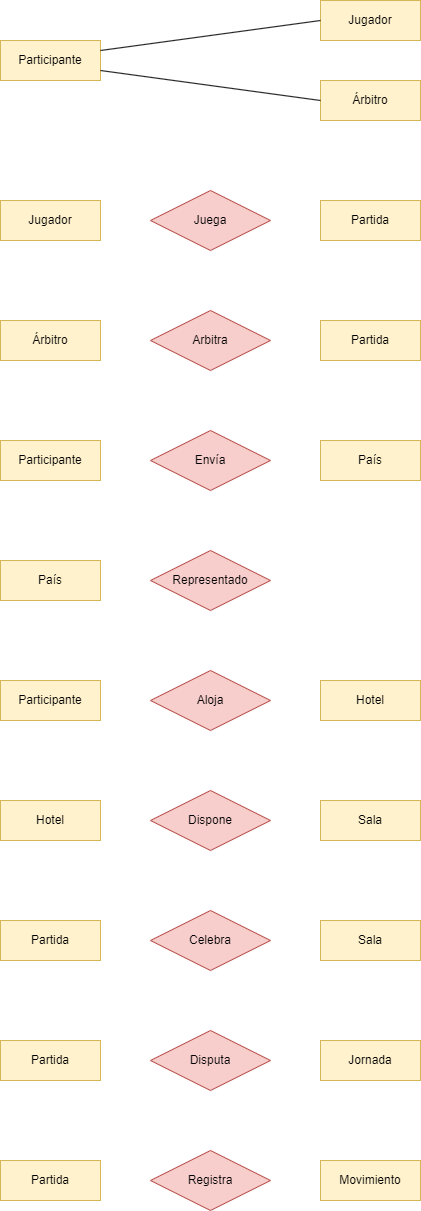 Jugador
Participante
Árbitro
Jugador Juega Partida
Árbitro Arbitra Partida
Participante Envía País
País Representado
Participante Aloja Hotel
Hotel Dispone Sala
Partida Celebra Sala
Partida Disputa Jornada
Partida Registra Movimiento